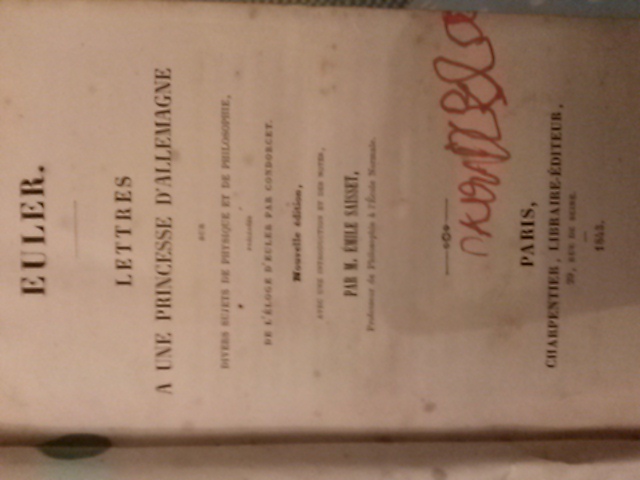 EULER.
LETTRES
A UNE PRINCESSE D'ALLEMAGNE
SUR
DIVERS SUJETS DE PHYSIQUE ET DE PHILOSOPHIE,
PRÉCÉDÉES
DE L'ÉLOGE D'EULER PAR CONDORCET.
Nouvelle édition,
AVEC UNE INTRODUCTION ET DES NOTES,
PAR M. EMILE SAISSET,
Professeur de Philosophie à l'École Normale.
PARIS,
CHARPENTIER, LIBRAIRE-ÉDITEUR,
RUE DE SEINE.
1843.